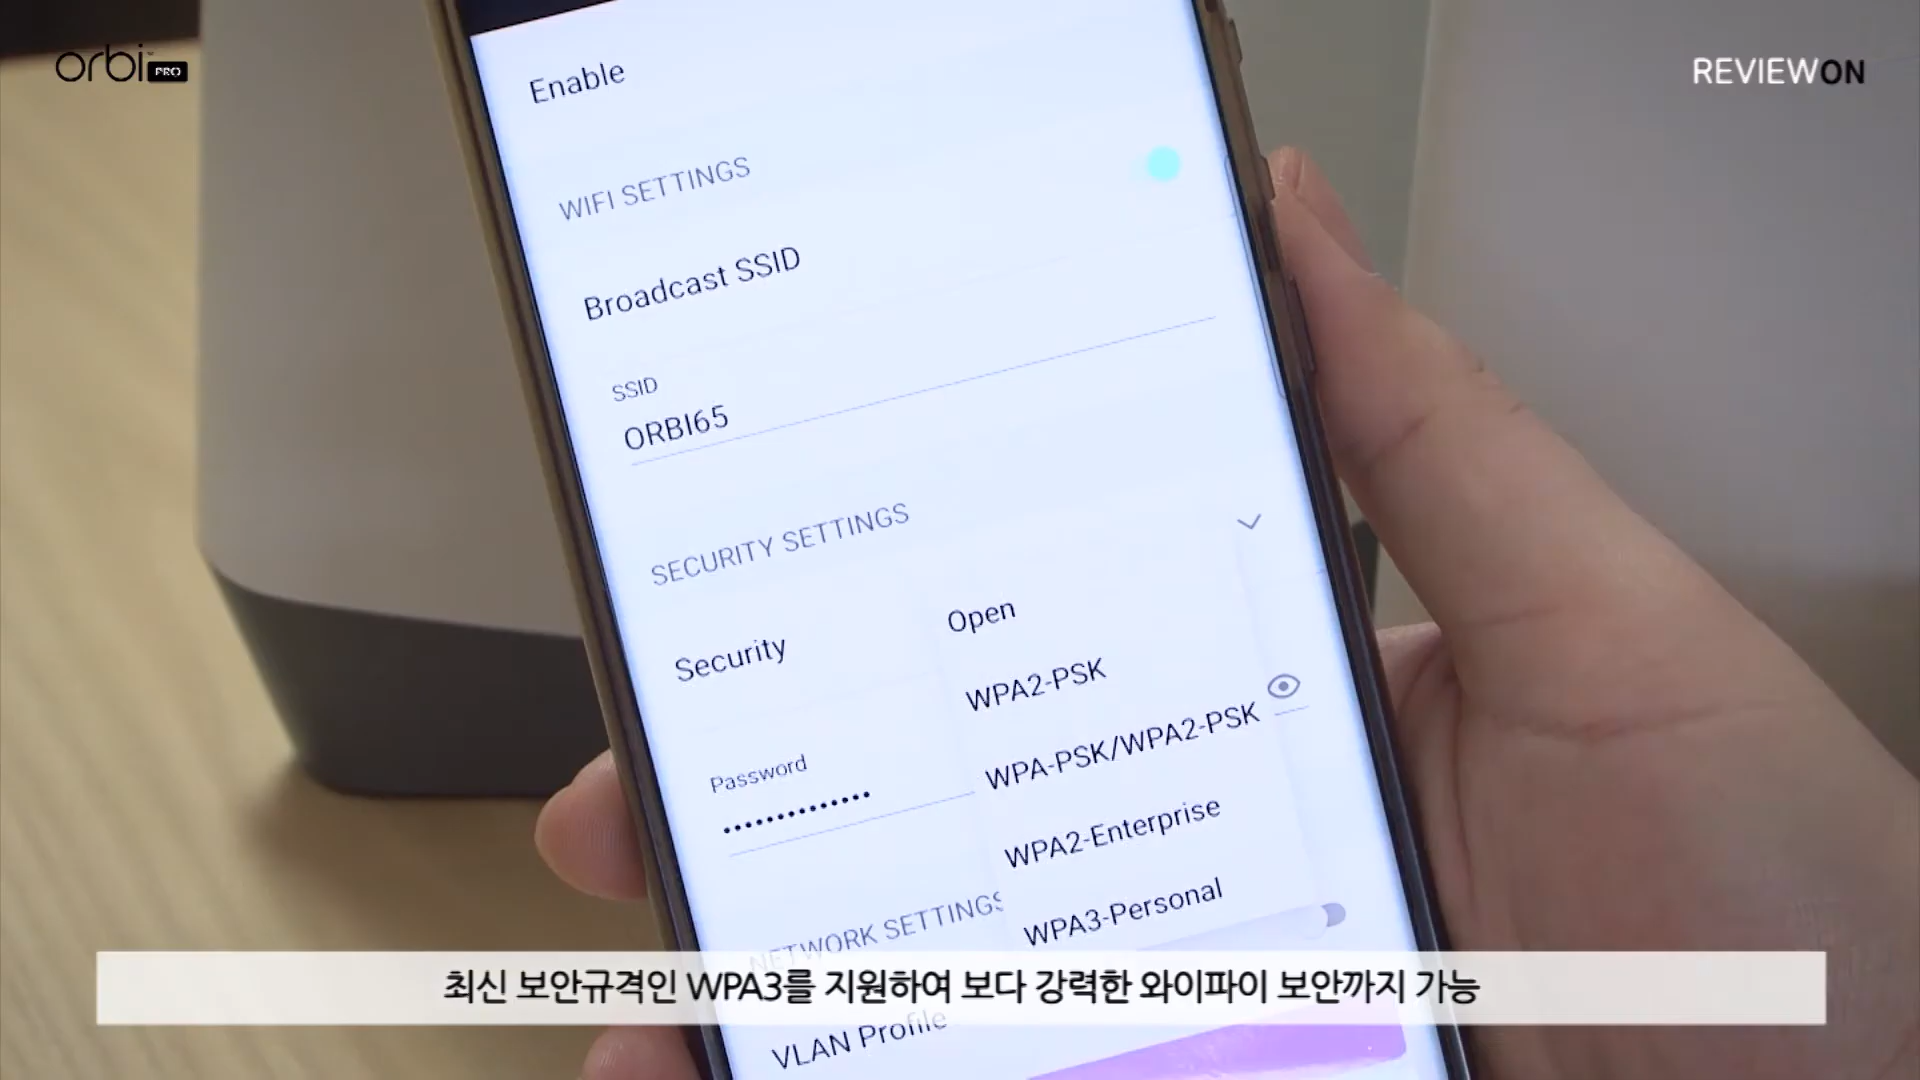 orbi PRO
REVIEWON
Enable
WIFI SETTINGS
Broadcast SSID
SSID
ORBI65
SECURITY SETTINGS
Security
Open
WPA2-PSK
WPA-PSK/WPA2-PSK
WPA2-Enterprise
WPA3-Personal
Password
NETWORK SETTINGS
최신 보안규격인 WPA3를 지원하여 보다 강력한 와이파이 보안까지 가능
VLAN Profile